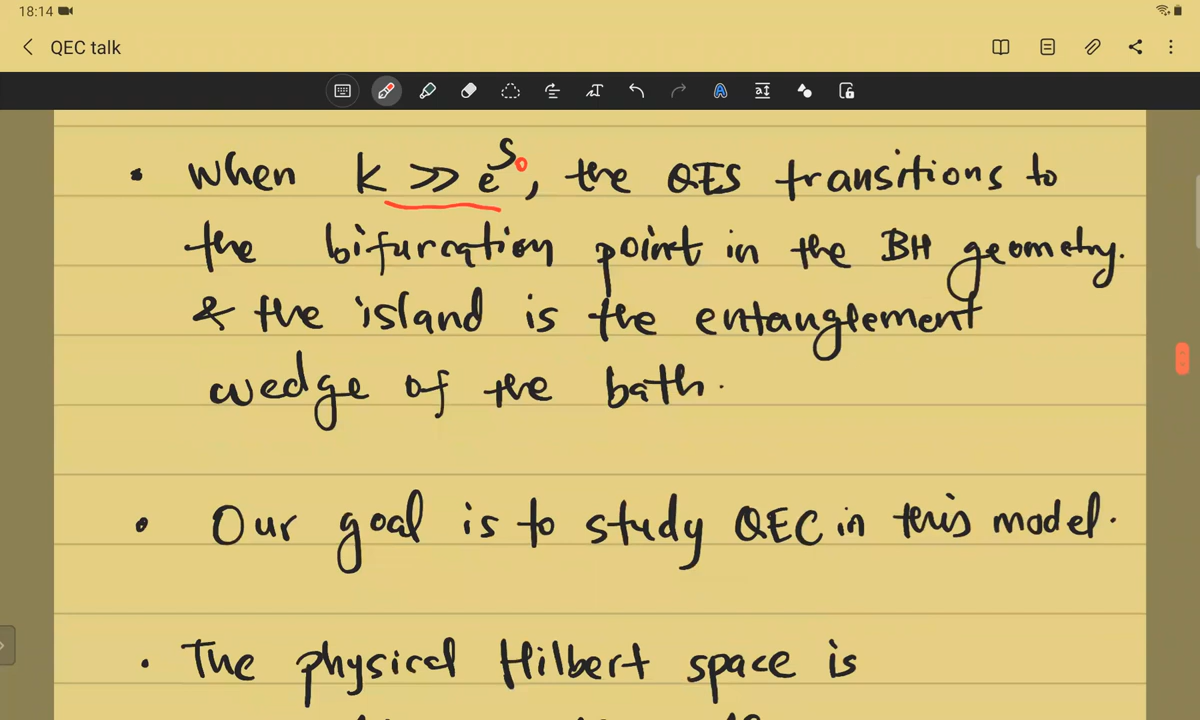 18:14
QEC talk
• When k >> e^S₀, the QES transitions to
the bifurcation point in the BH geometry.
& the island is the entanglement
wedge of the bath.
• Our goal is to study QEC in this model.
• The physical Hilbert space is